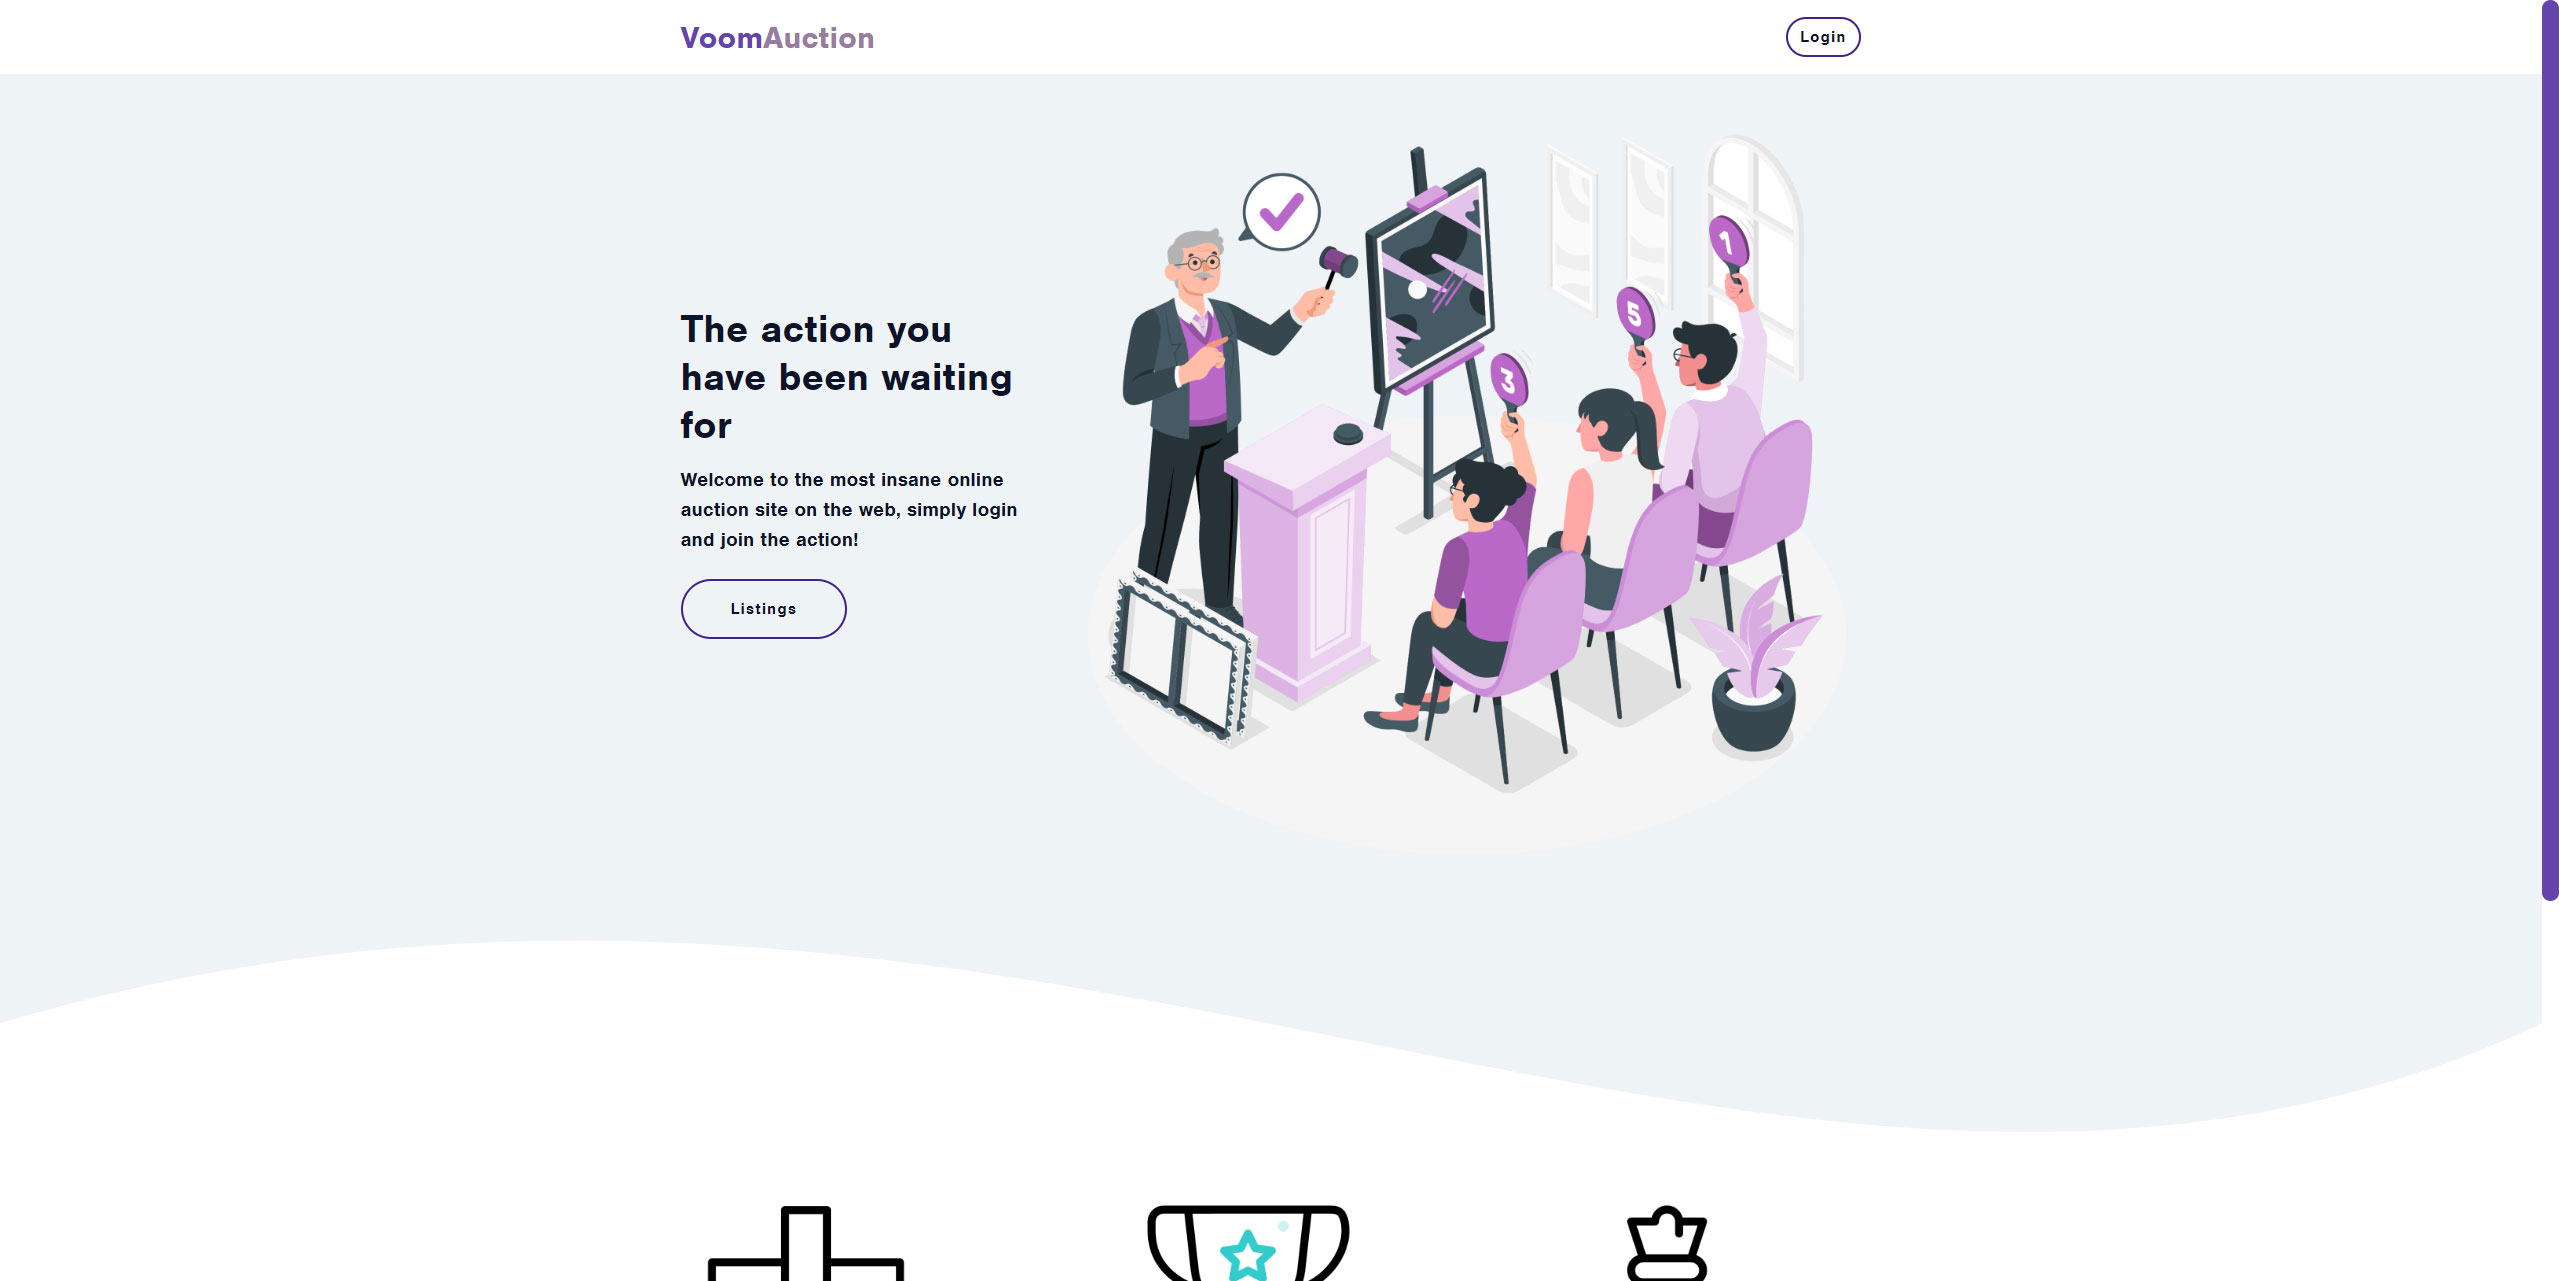 VoomAuction
Login
The action you
have been waiting
for
Welcome to the most insane online
auction site on the web, simply login
and join the action!
Listings
1
5
3